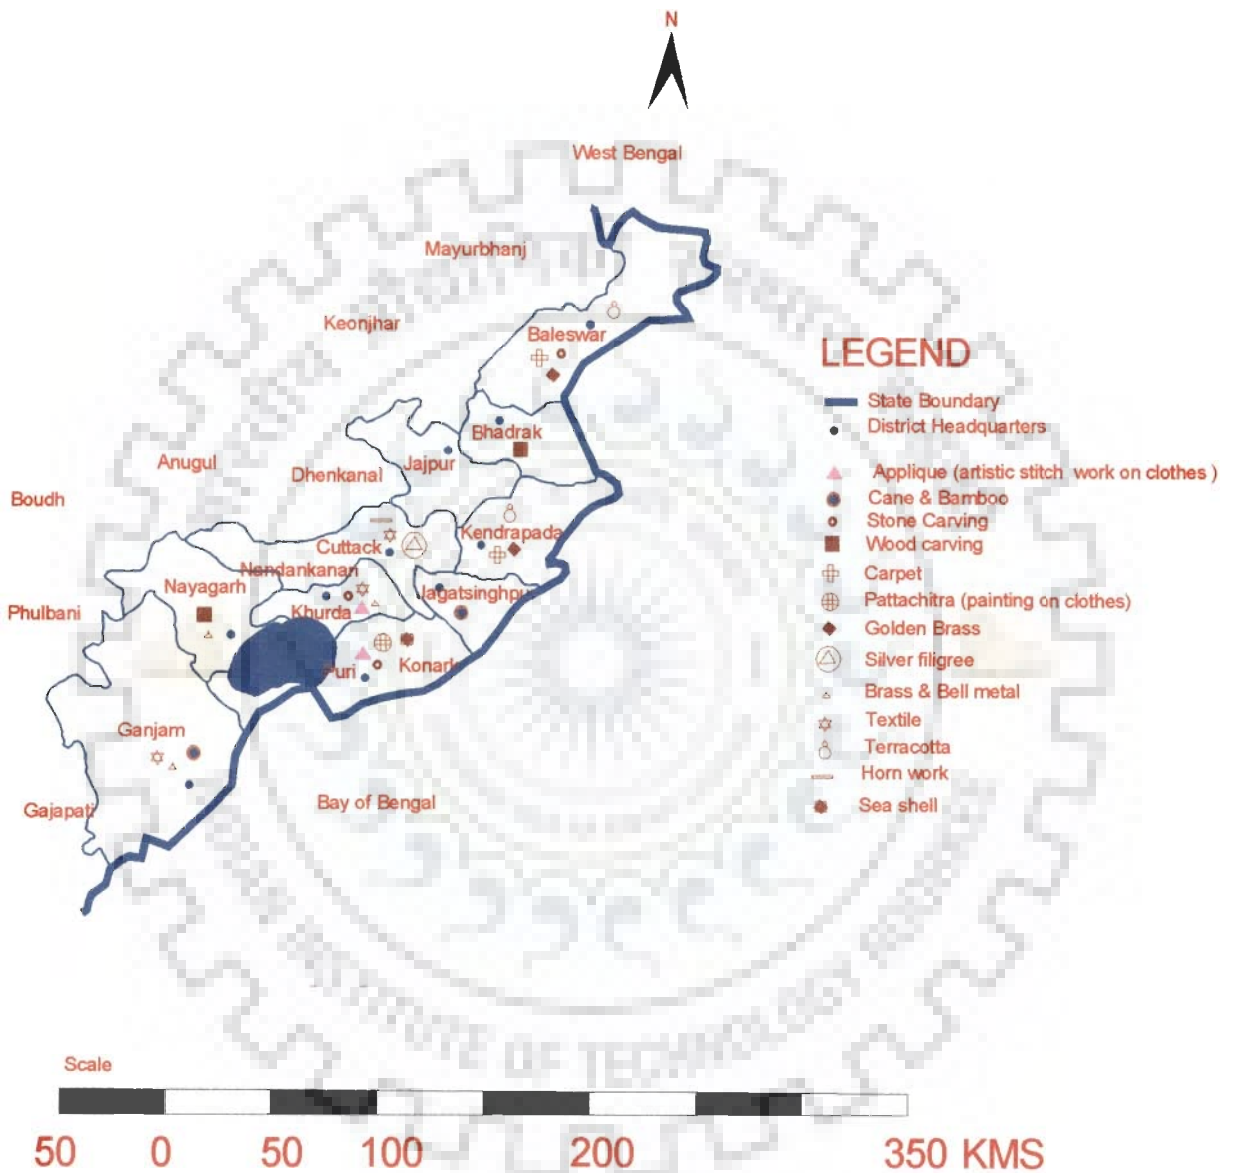 N
West Bengal
Mayurbhanj
Keonjhar
Baleswar
LEGEND
State Boundary
District Headquarters
Applique (artistic stitch work on clothes )
Cane & Bamboo
Stone Carving
Wood carving
Carpet
Pattachitra (painting on clothes)
Golden Brass
Silver filigree
Brass & Bell metal
Textile
Terracotta
Horn work
Sea shell
Bhadrak
Anugul
Dhenkanal
Jajpur
Boudh
Kendrapada
Cuttack
Nandankanan
Nayagarh
Jagatsinghpur
Phulbani
Khurda
Puri
Konark
Ganjam
Gajapati
Bay of Bengal
OF TECHNOLOGY
Scale
50 0 50 100 200 350 KMS